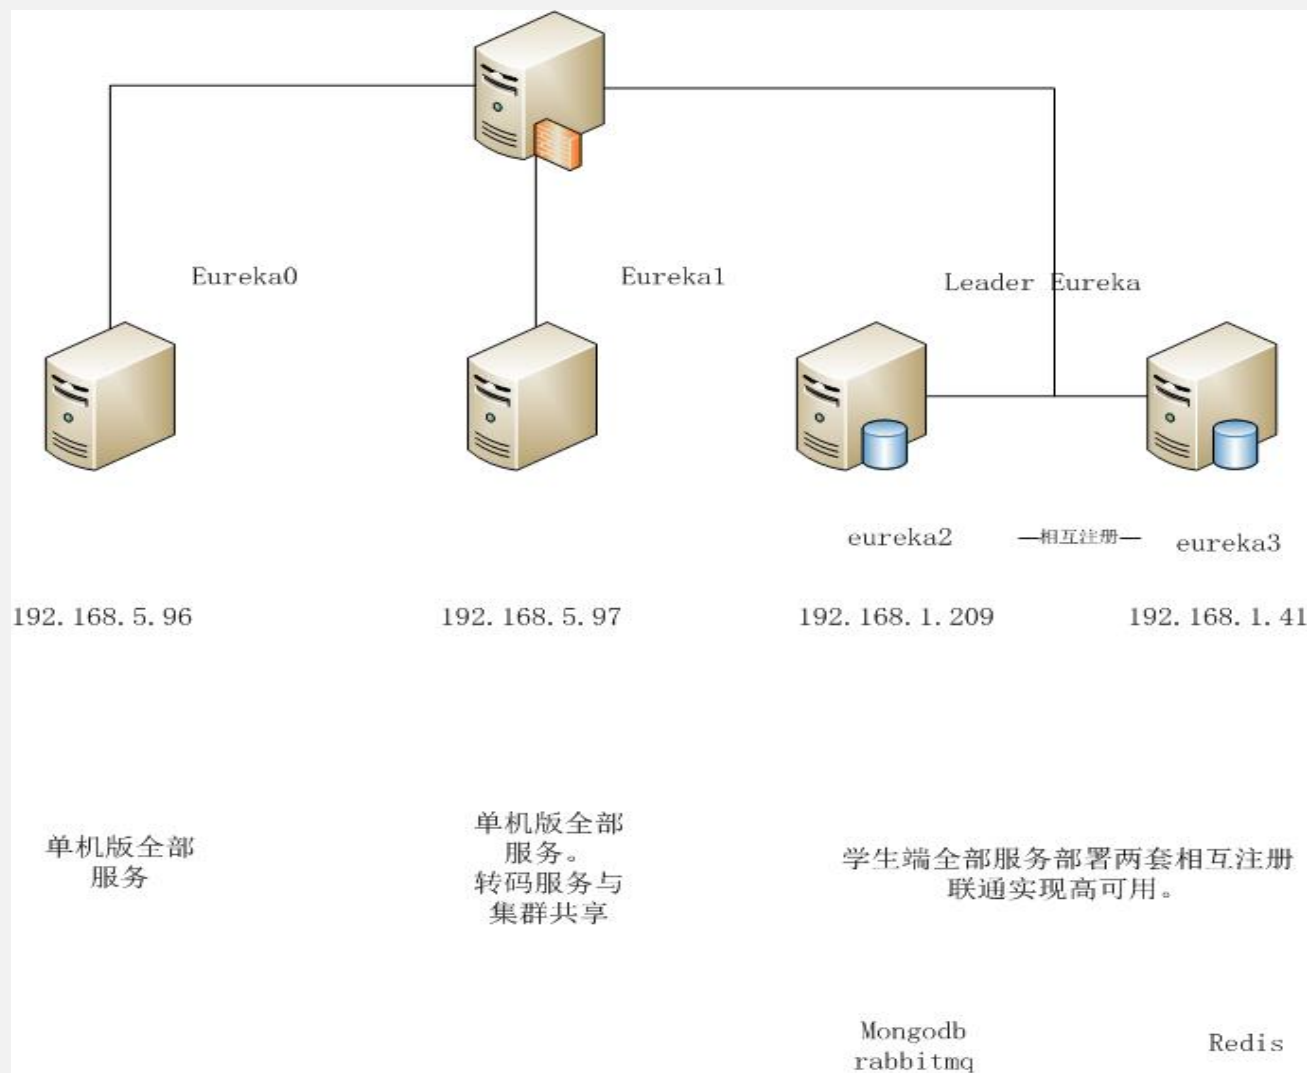 Eureka0
Eureka1
Leader Eureka
eureka2
相互注册
eureka3
192.168.5.96
192.168.5.97
192.168.1.209
192.168.1.41
单机版全部
服务
单机版全部
服务。
转码服务与
集群共享
学生端全部服务部署两套相互注册
联通实现高可用。
Mongodb
rabbitmq
Redis